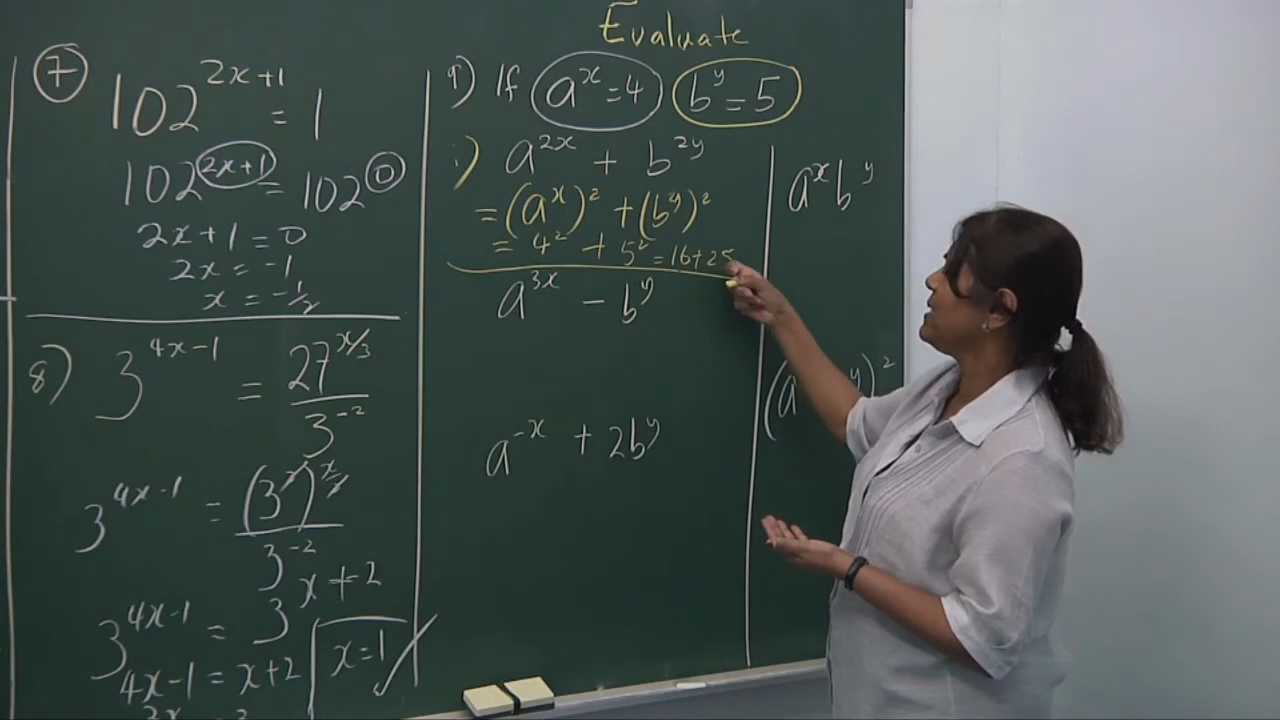 7 102^{2x+1} = 1
102^{2x+1} = 102^0
2x+1 = 0
2x = -1
x = -1/2
8) 3^{4x-1} = 27^{x/3} / 3^{-2}
3^{4x-1} = (3^3)^{x/3} / 3^{-2}
3^{4x-1} = 3^{x+2}
4x-1 = x+2
x=1
Evaluate
9) If a^x = 4 b^y = 5
i) a^{2x} + b^{2y}
= (a^x)^2 + (b^y)^2
= 4^2 + 5^2 = 16+25
a^{3x} - b^y
a^{-x} + 2b^y
a^x b^y
(a y)^2